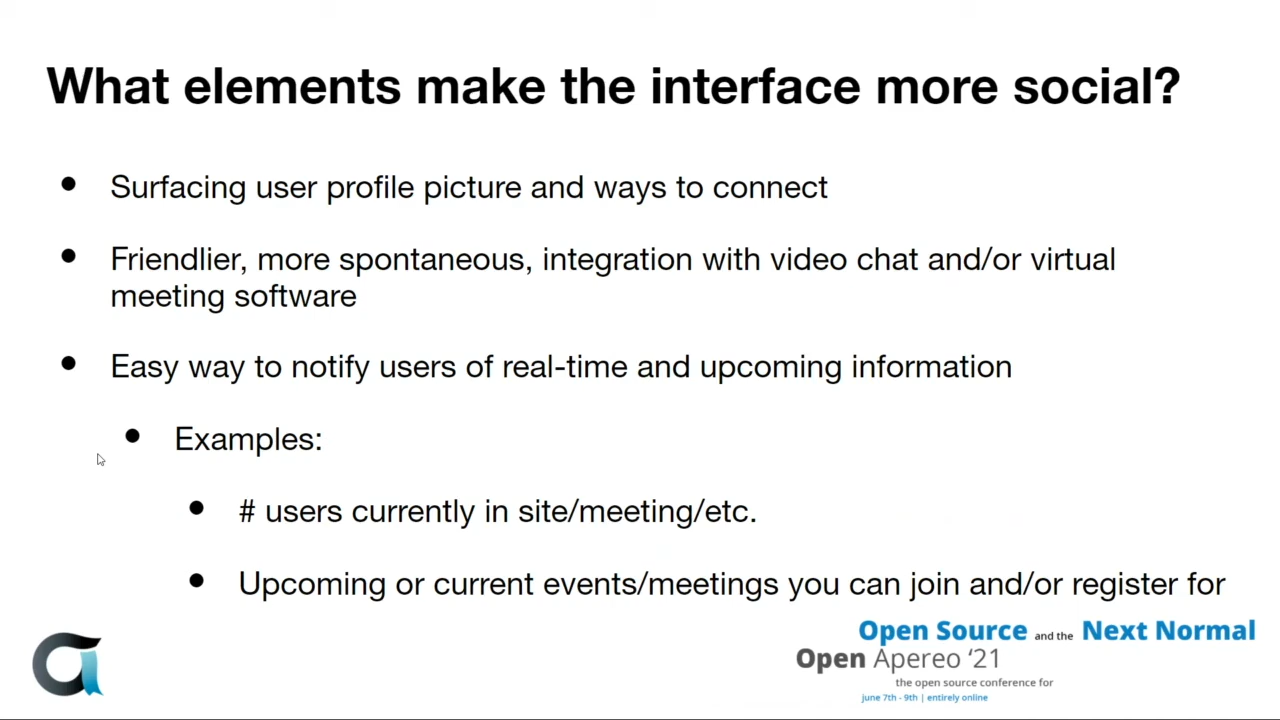 What elements make the interface more social?
• Surfacing user profile picture and ways to connect
• Friendlier, more spontaneous, integration with video chat and/or virtual
meeting software
• Easy way to notify users of real-time and upcoming information
• Examples:
• # users currently in site/meeting/etc.
• Upcoming or current events/meetings you can join and/or register for
Open Source and the Next Normal
Open Apereo ‘21
the open source conference for
june 7th - 9th | entirely online